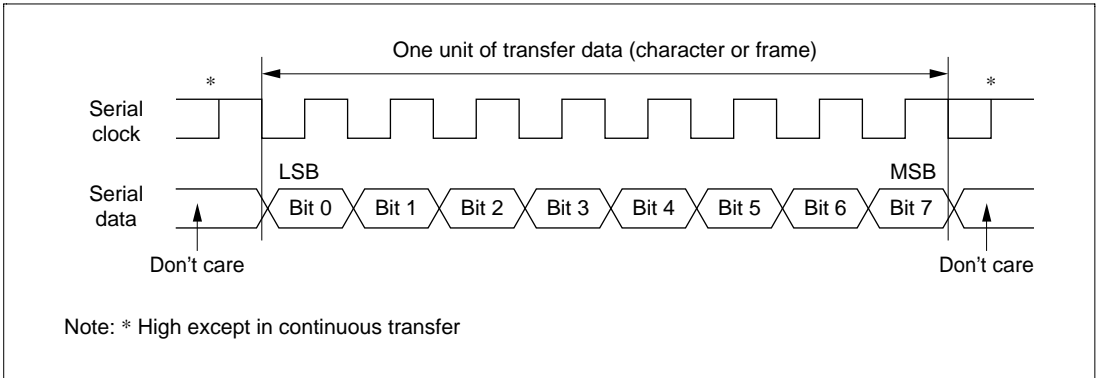 One unit of transfer data (character or frame)
*
*
Serial
clock
LSB
MSB
Serial
data
Bit 0
Bit 1
Bit 2
Bit 3
Bit 4
Bit 5
Bit 6
Bit 7
Don't care
Don't care
Note: * High except in continuous transfer